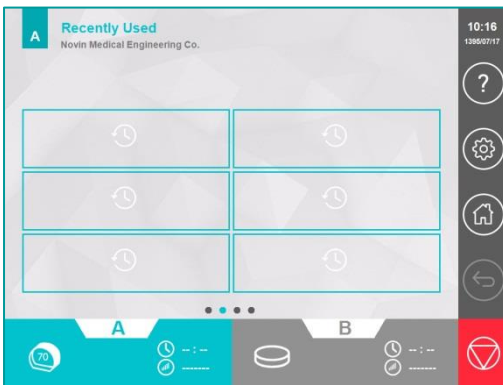 A
Recently Used
Novin Medical Engineering Co.
10:16
1395/07/17
?
A
B
70
--:--
-------
--:--
-------